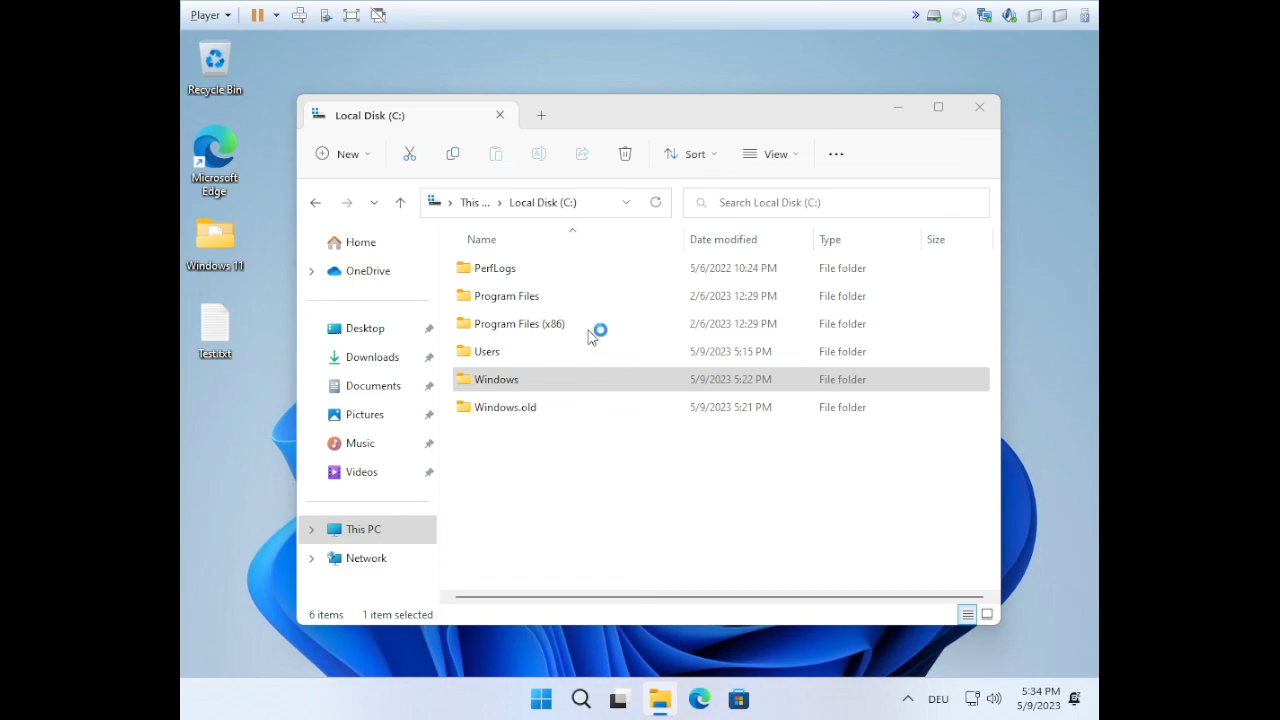 Player
Recycle Bin
Microsoft
Edge
Windows 11
Test.txt
Local Disk (C:)
New
Sort
View
This ...
Local Disk (C:)
Search Local Disk (C:)
Home
OneDrive
Desktop
Downloads
Documents
Pictures
Music
Videos
This PC
Network
Name Date modified Type Size
PerfLogs 5/6/2022 10:24 PM File folder
Program Files 2/6/2023 12:29 PM File folder
Program Files (x86) 2/6/2023 12:29 PM File folder
Users 5/9/2023 5:15 PM File folder
Windows 5/9/2023 5:22 PM File folder
Windows.old 5/9/2023 5:21 PM File folder
6 items 1 item selected
DEU
5:34 PM
5/9/2023